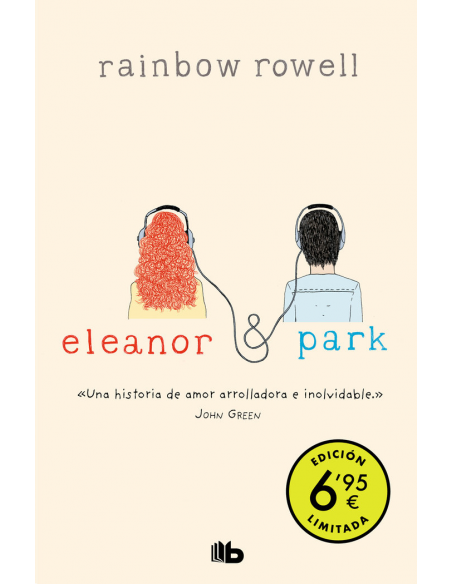 rainbow rowell
eleanor & park
«Una historia de amor arrolladora e inolvidable.»
John Green
EDICIÓN
6'95 €
LIMITADA
b